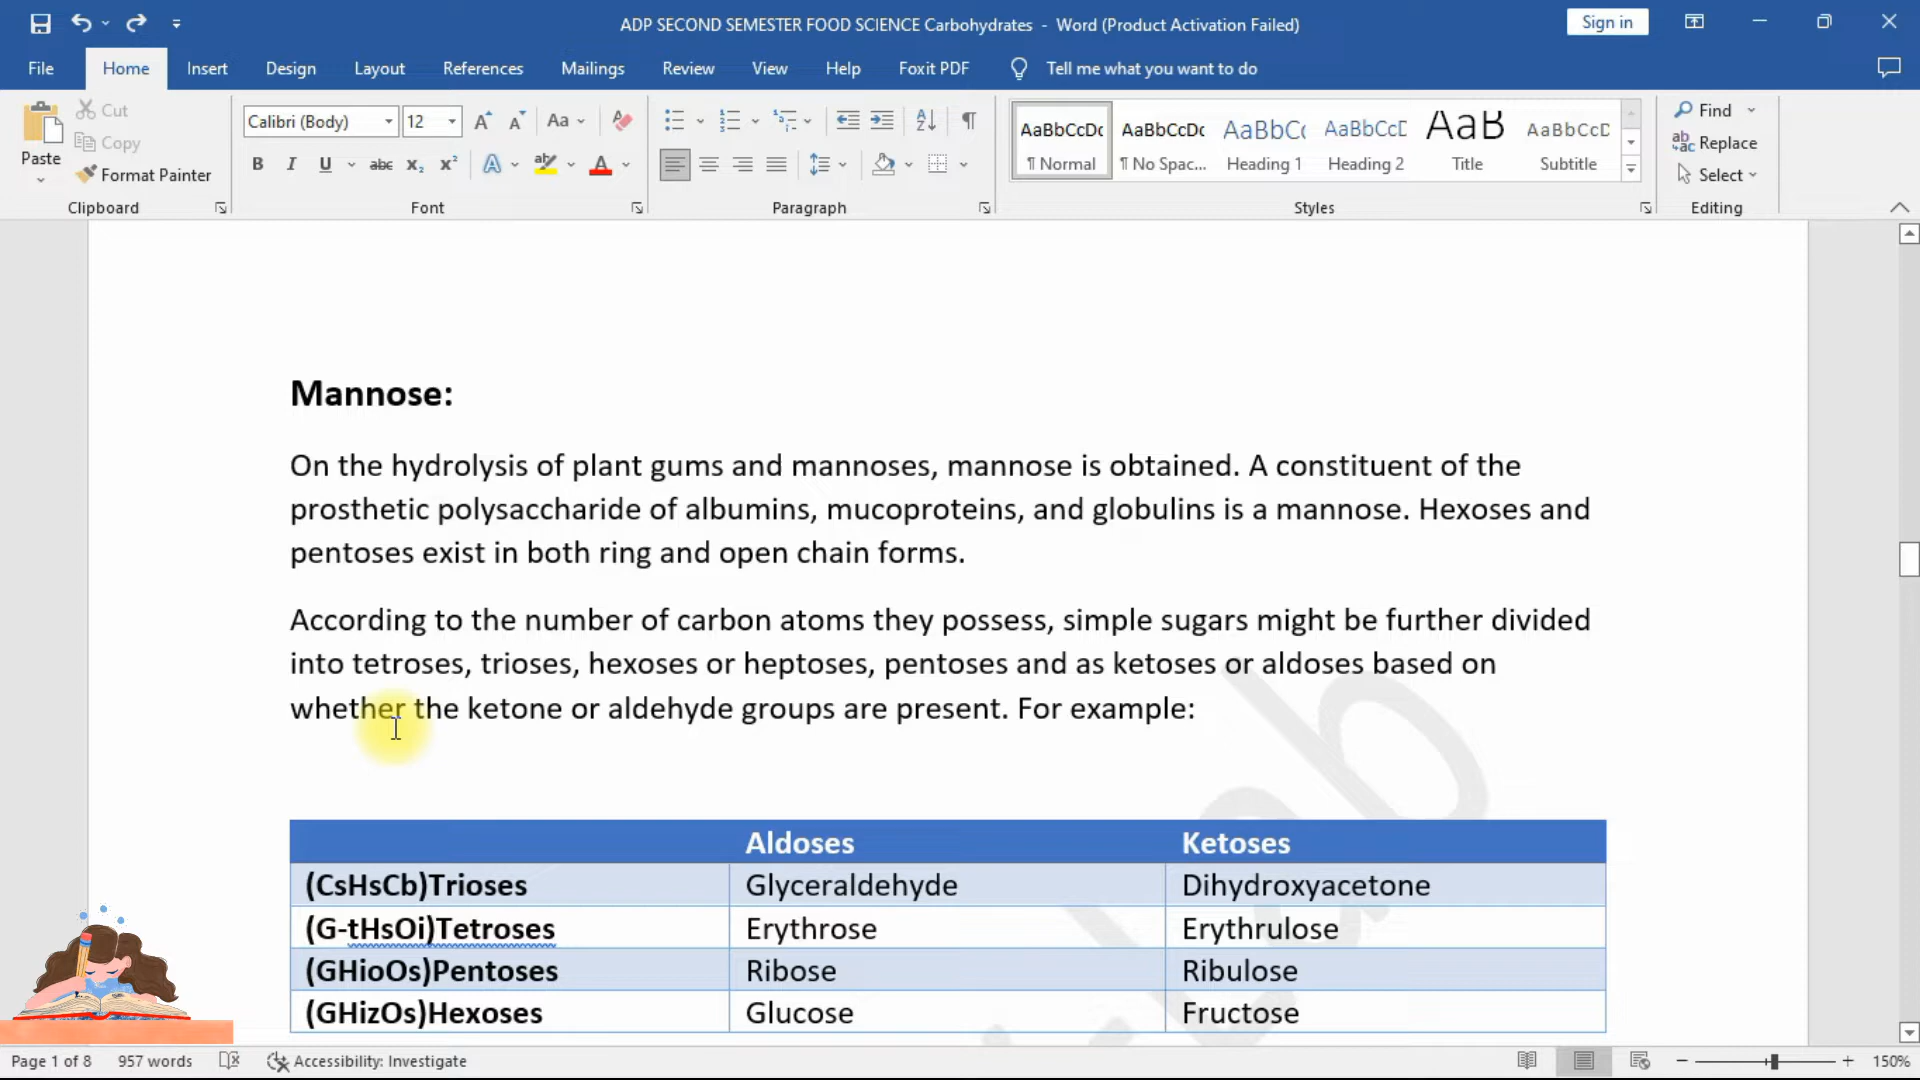 ADP SECOND SEMESTER FOOD SCIENCE Carbohydrates - Word (Product Activation Failed)
Sign in
File Home Insert Design Layout References Mailings Review View Help Foxit PDF Tell me what you want to do
Paste
Cut
Copy
Format Painter
Clipboard
Calibri (Body) 12
Font
Paragraph
AaBbCcDc AaBbCcDc AaBbC AaBbCcD AaB AaBbCcD
¶ Normal ¶ No Spac... Heading 1 Heading 2 Title Subtitle
Styles
Find
Replace
Select
Editing
Mannose:
On the hydrolysis of plant gums and mannoses, mannose is obtained. A constituent of the
prosthetic polysaccharide of albumins, mucoproteins, and globulins is a mannose. Hexoses and
pentoses exist in both ring and open chain forms.
According to the number of carbon atoms they possess, simple sugars might be further divided
into tetroses, trioses, hexoses or heptoses, pentoses and as ketoses or aldoses based on
whether the ketone or aldehyde groups are present. For example:
Aldoses Ketoses
(CsHsCb)Trioses Glyceraldehyde Dihydroxyacetone
(G-tHsOi)Tetroses Erythrose Erythrulose
(GHioOs)Pentoses Ribose Ribulose
(GHizOs)Hexoses Glucose Fructose
Page 1 of 8 957 words Accessibility: Investigate 150%